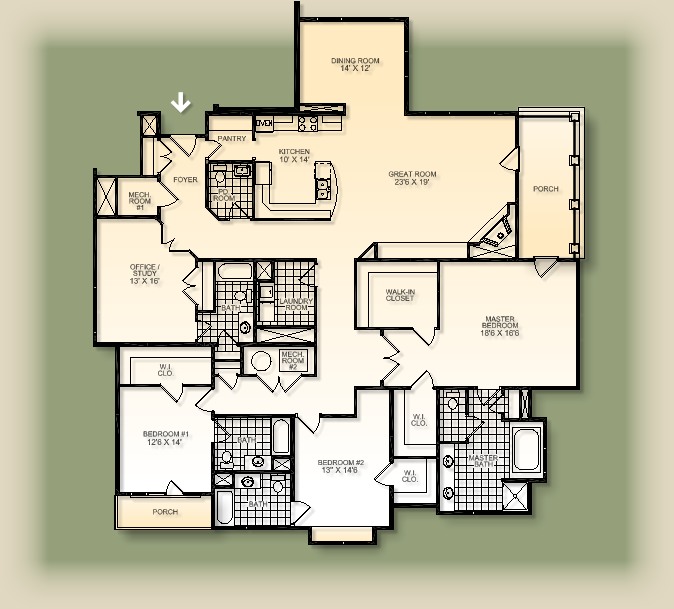 DINING ROOM
14' X 12'
OVEN
PANTRY
KITCHEN
10' X 14'
GREAT ROOM
23'6 X 19'
FOYER
PD
ROOM
PORCH
MECH.
ROOM
#1
OFFICE /
STUDY
13' X 16'
BATH
LAUNDRY
ROOM
WALK-IN
CLOSET
MASTER
BEDROOM
18'6 X 16'6
MECH.
ROOM
#2
W.I.
CLO.
BEDROOM #1
12'6 X 14'
BATH
W.I.
CLO.
MASTER
BATH
BEDROOM #2
13" X 14'6
W.I.
CLO.
BATH
PORCH